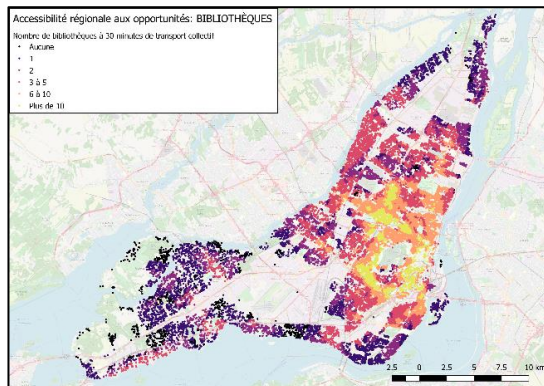 Accessibilité régionale aux opportunités: BIBLIOTHÈQUES
Nombre de bibliothèques à 30 minutes de transport collectif
Aucune
1
2
3 à 5
6 à 10
Plus de 10
2.5 0 2.5 5 7.5 10 km